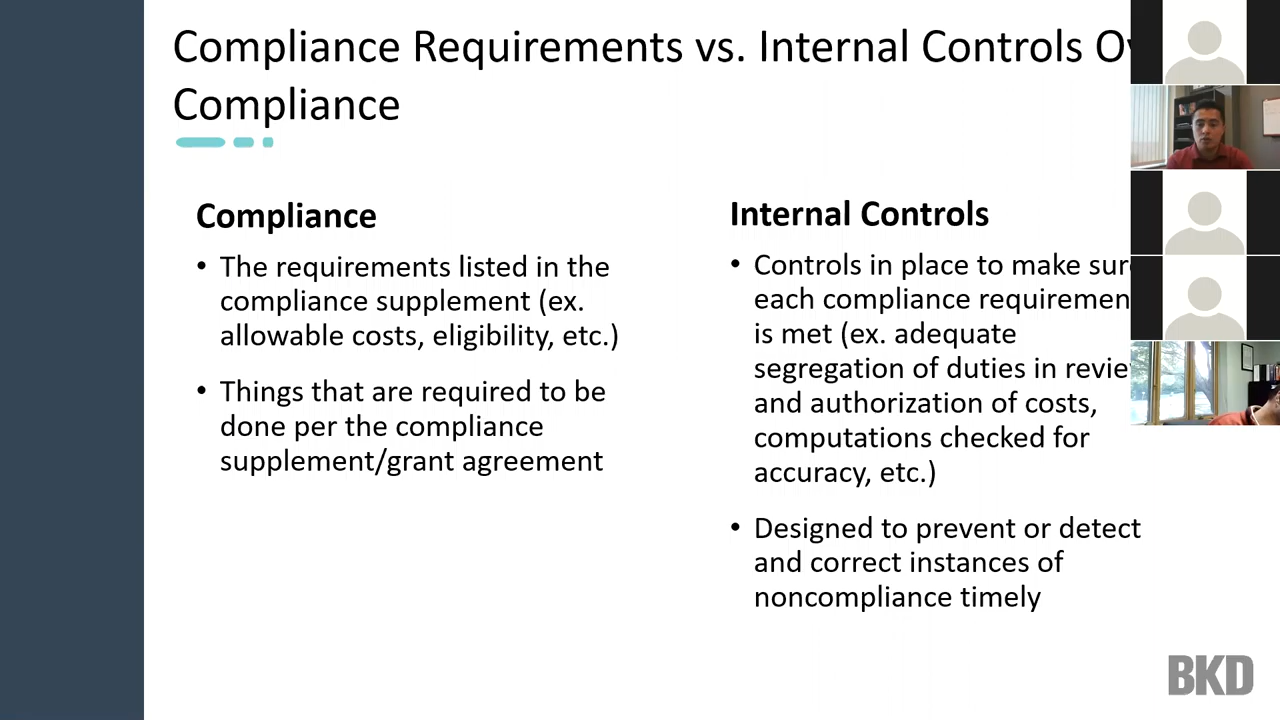 Compliance Requirements vs. Internal Controls
Compliance
Compliance
• The requirements listed in the
compliance supplement (ex.
allowable costs, eligibility, etc.)
• Things that are required to be
done per the compliance
supplement/grant agreement
Internal Controls
• Controls in place to make sure
each compliance requiremen
is met (ex. adequate
segregation of duties in revie
and authorization of costs,
computations checked for
accuracy, etc.)
• Designed to prevent or detect
and correct instances of
noncompliance timely
BKD